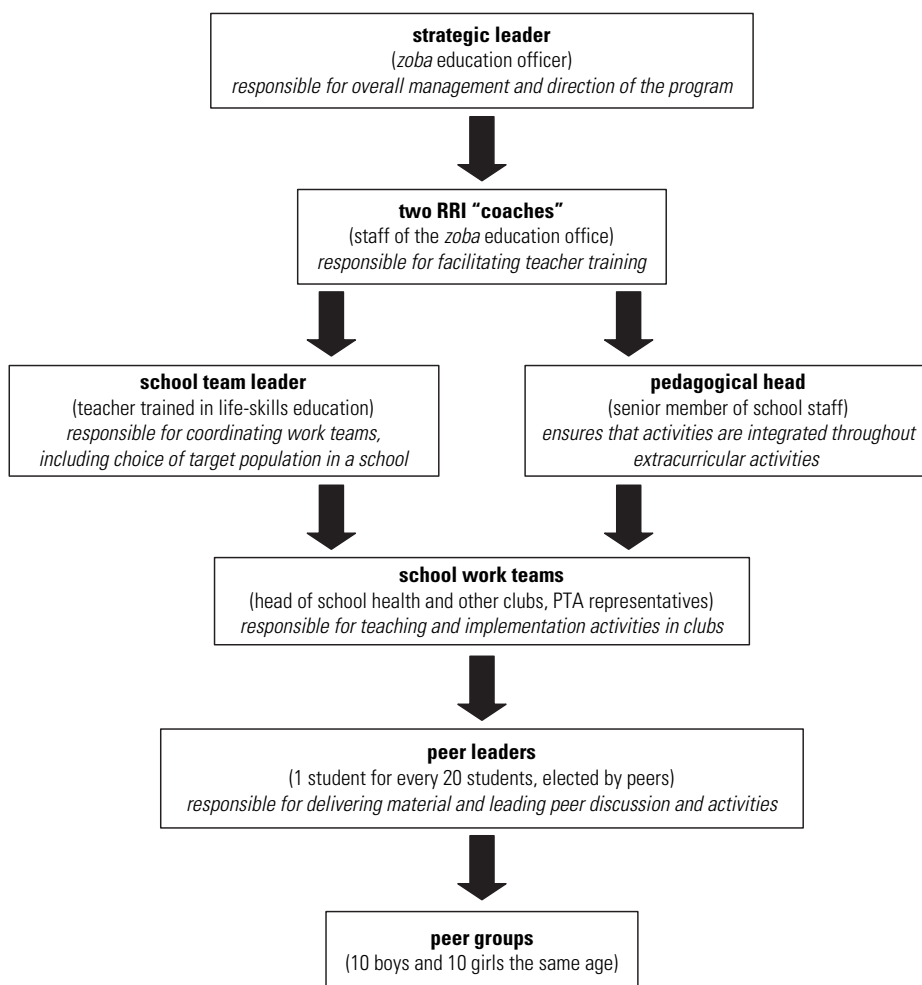 strategic leader
(zoba education officer)
responsible for overall management and direction of the program
two RRI “coaches”
(staff of the zoba education office)
responsible for facilitating teacher training
school team leader
(teacher trained in life-skills education)
responsible for coordinating work teams,
including choice of target population in a school
pedagogical head
(senior member of school staff)
ensures that activities are integrated throughout
extracurricular activities
school work teams
(head of school health and other clubs, PTA representatives)
responsible for teaching and implementation activities in clubs
peer leaders
(1 student for every 20 students, elected by peers)
responsible for delivering material and leading peer discussion and activities
peer groups
(10 boys and 10 girls the same age)